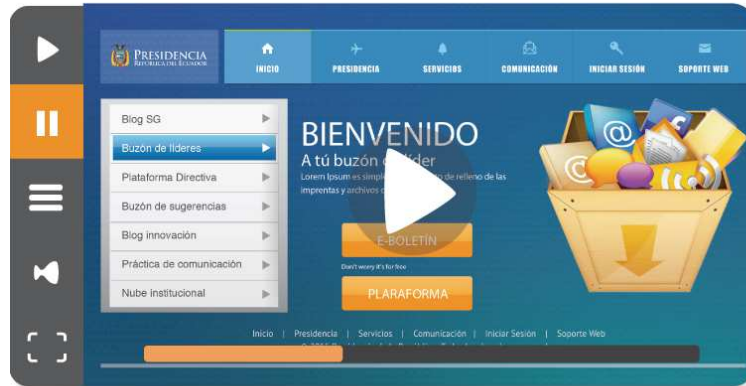 PRESIDENCIA
REPÚBLICA DEL ECUADOR
INICIO
PRESIDENCIA
SERVICIOS
COMUNICACIÓN
INICIAR SESIÓN
SOPORTE WEB
Blog SG
Buzón de líderes
Plataforma Directiva
Buzón de sugerencias
Blog innovación
Práctica de comunicación
Nube institucional
BIENVENIDO
A tú buzón líder
Lorem Ipsum es simple de relleno de las
imprentas y archivos
E-BOLETÍN
Don't worry it's for free
PLARAFORMA
Inicio | Presidencia | Servicios | Comunicación | Iniciar Sesión | Soporte Web